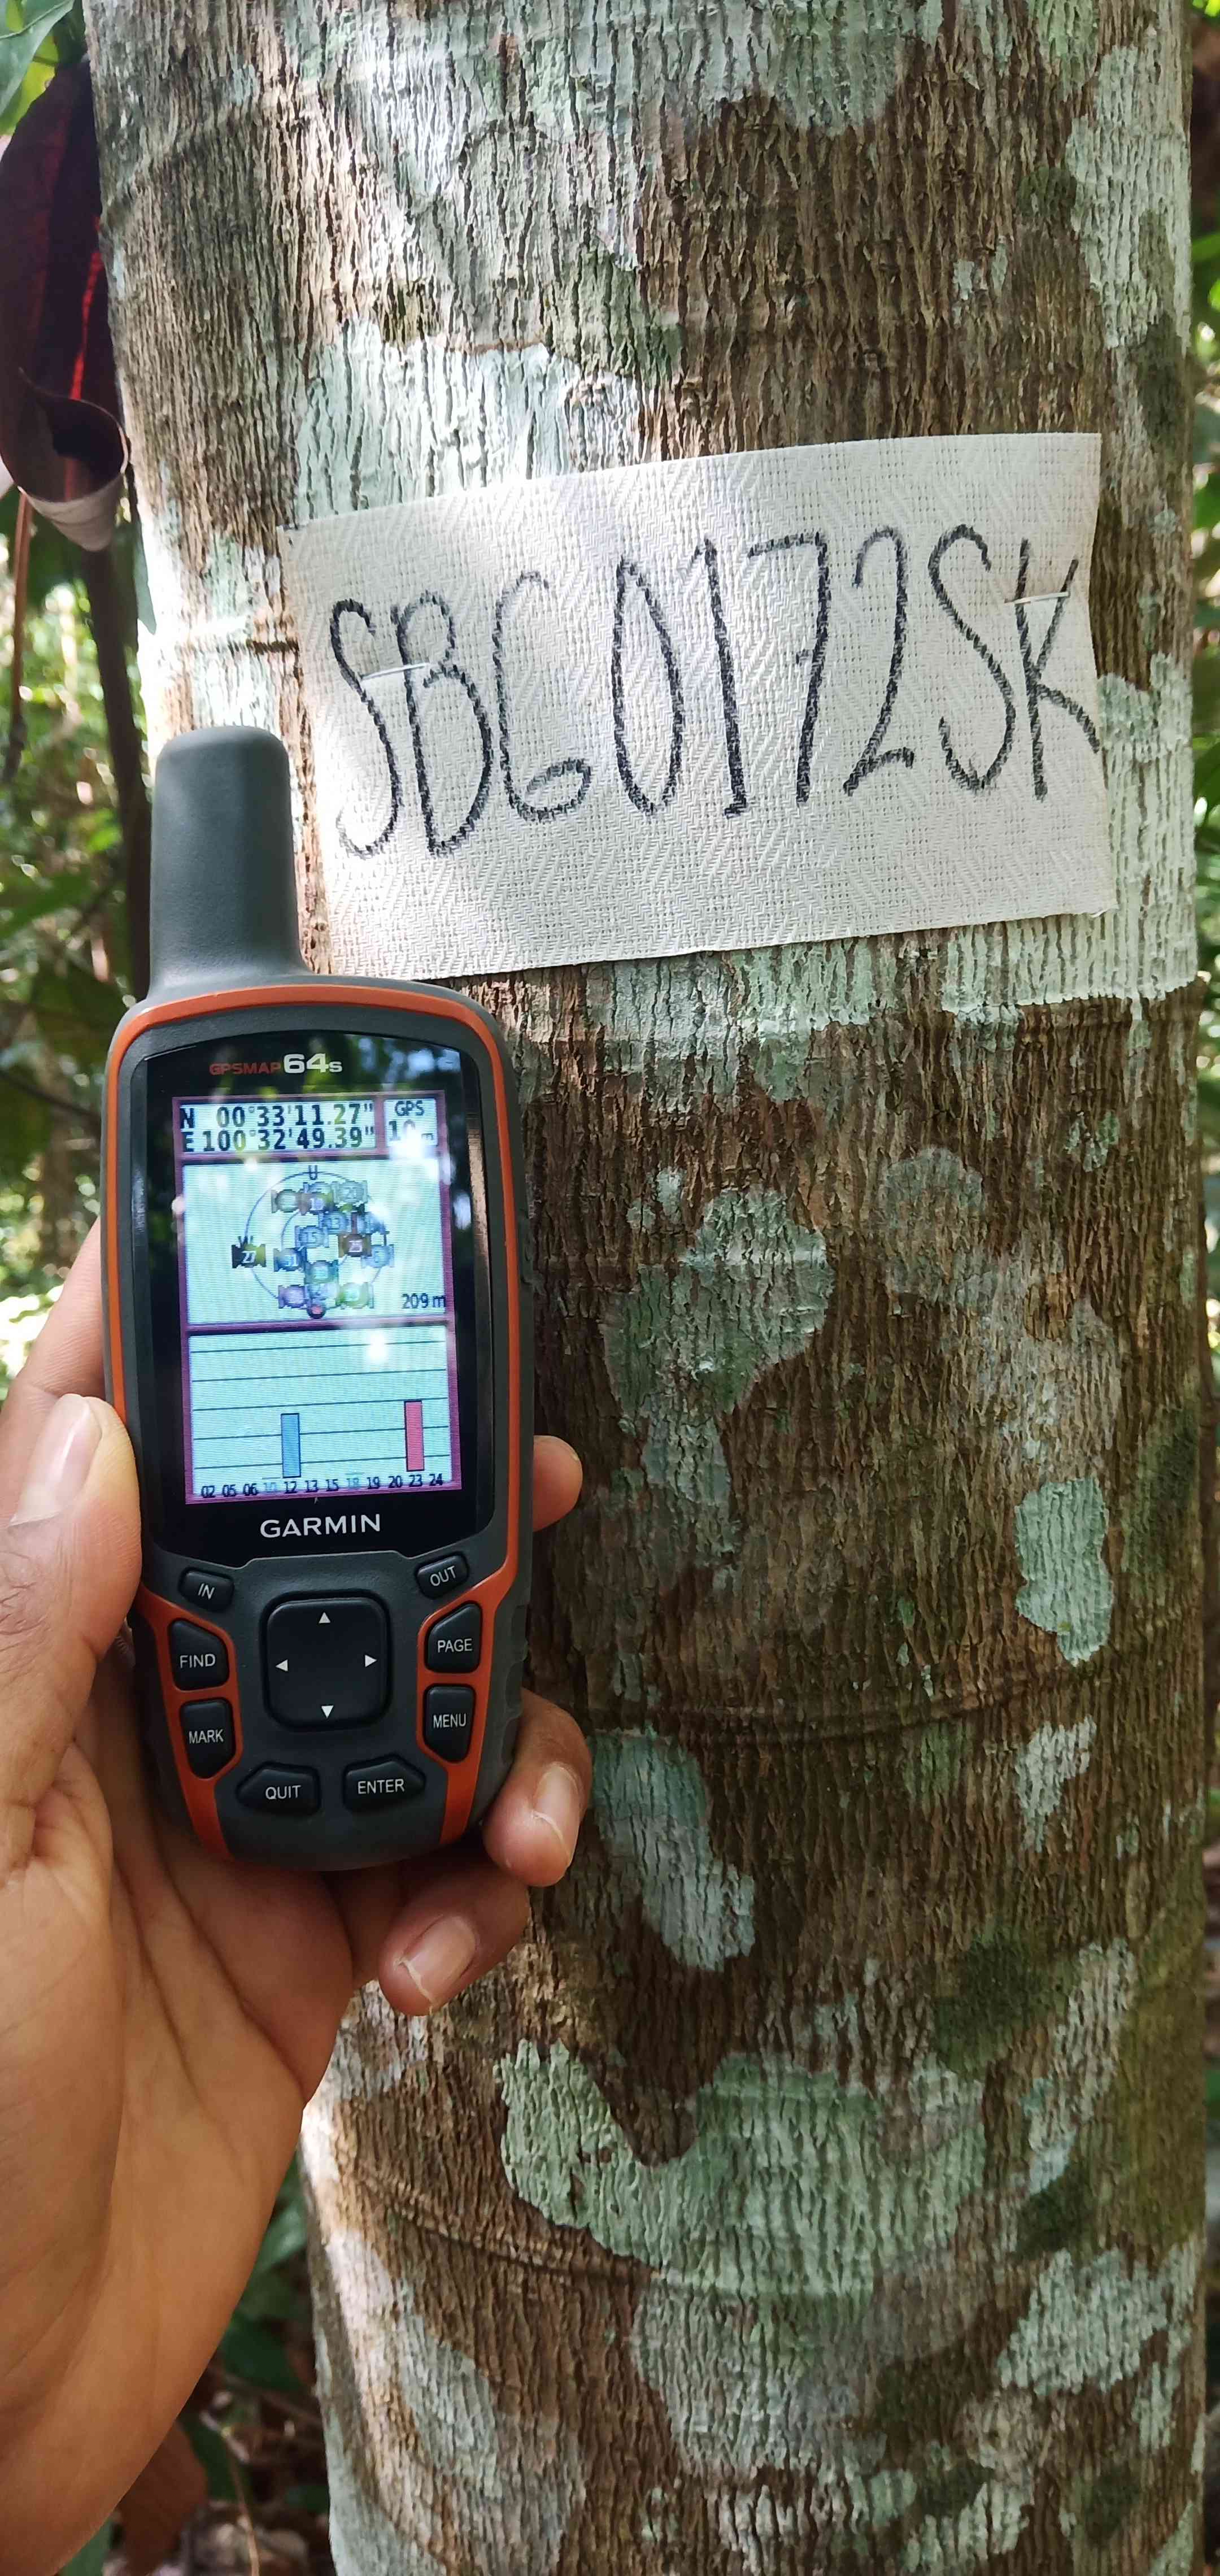 SBG0172SK
GPSMAP 64s
N 00°33'11.27"
E 100°32'49.39"
GPS
U
27
209 m
02 05 06 10 12 13 15 18 19 20 23 24
GARMIN
IN
OUT
FIND
PAGE
MARK
MENU
QUIT
ENTER